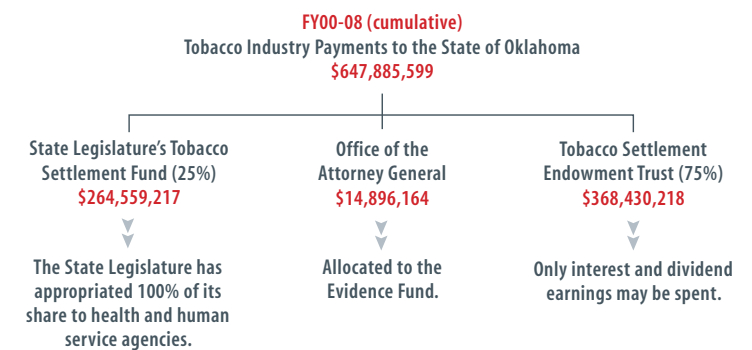 FY00-08 (cumulative)
Tobacco Industry Payments to the State of Oklahoma
$647,885,599
State Legislature's Tobacco
Settlement Fund (25%)
$264,559,217
The State Legislature has
appropriated 100% of its
share to health and human
service agencies.
Office of the
Attorney General
$14,896,164
Allocated to the
Evidence Fund.
Tobacco Settlement
Endowment Trust (75%)
$368,430,218
Only interest and dividend
earnings may be spent.